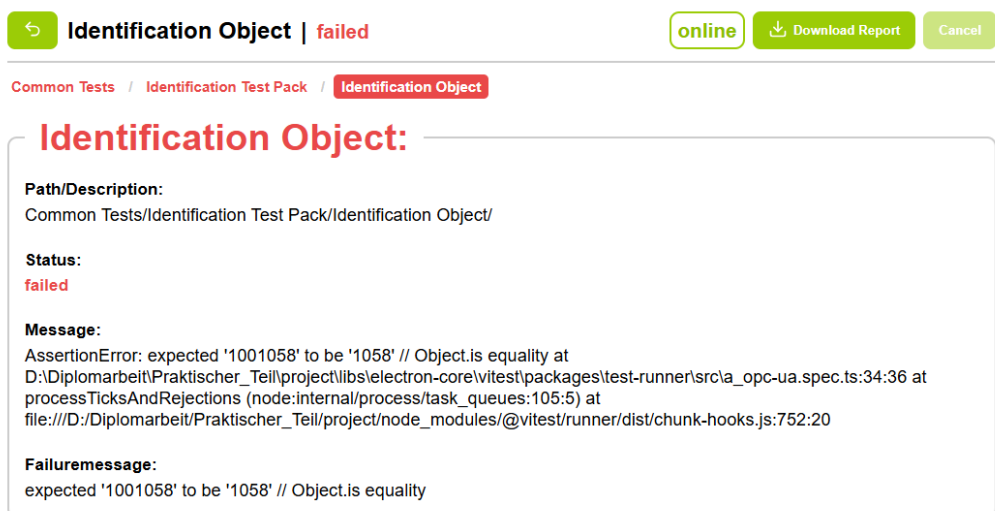 Identification Object | failed
online
Download Report
Cancel
Common Tests / Identification Test Pack / Identification Object
Identification Object:
Path/Description:
Common Tests/Identification Test Pack/Identification Object/
Status:
failed
Message:
AssertionError: expected '1001058' to be '1058' // Object.is equality at
D:\Diplomarbeit\Praktischer_Teil\project\libs\electron-core\vitest\packages\test-runner\src\a_opc-ua.spec.ts:34:36 at
processTicksAndRejections (node:internal/process/task_queues:105:5) at
file:///D:/Diplomarbeit/Praktischer_Teil/project/node_modules/@vitest/runner/dist/chunk-hooks.js:752:20
Failuremessage:
expected '1001058' to be '1058' // Object.is equality